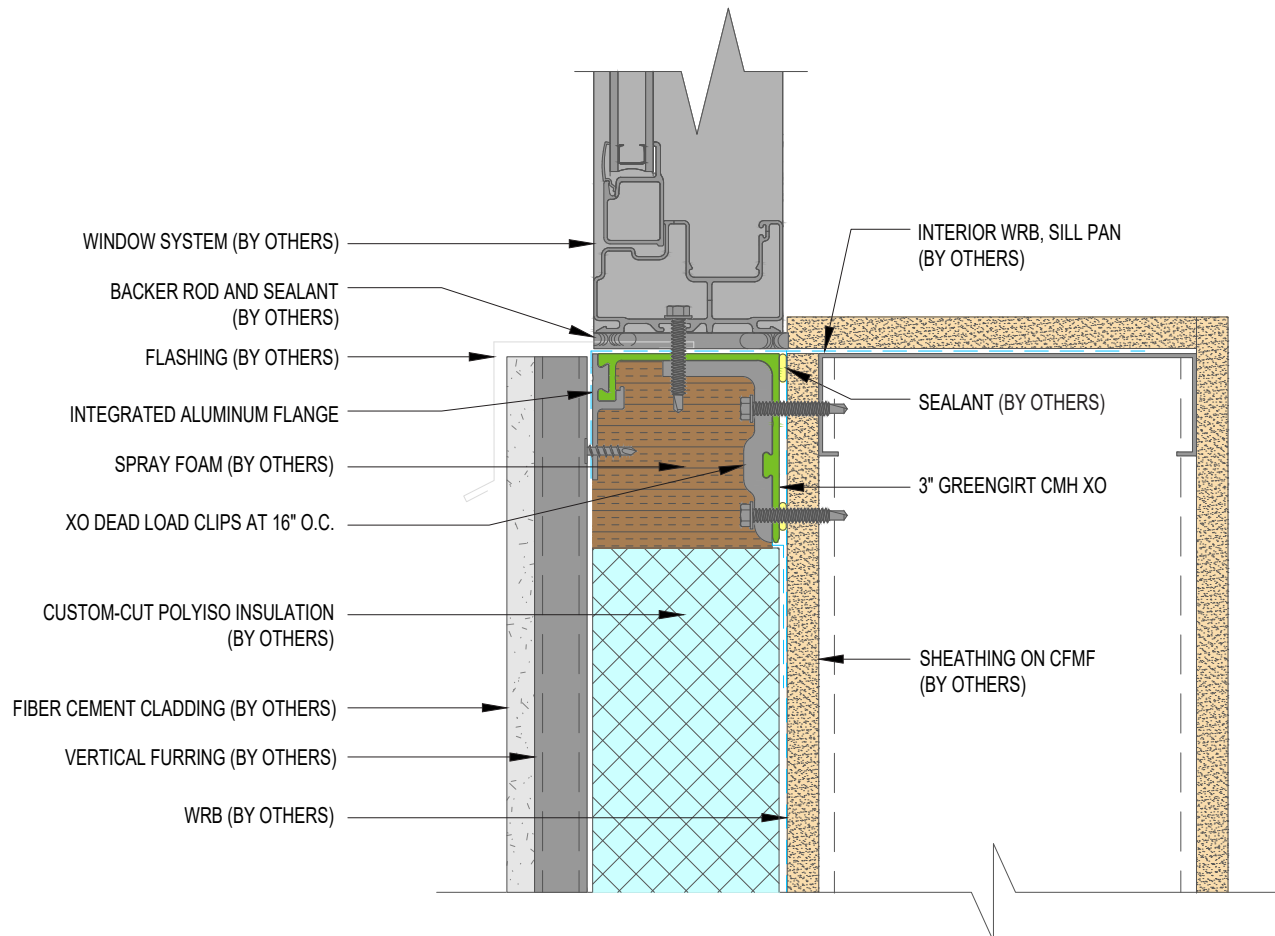 WINDOW SYSTEM (BY OTHERS)
BACKER ROD AND SEALANT
(BY OTHERS)
FLASHING (BY OTHERS)
INTEGRATED ALUMINUM FLANGE
SPRAY FOAM (BY OTHERS)
XO DEAD LOAD CLIPS AT 16" O.C.
CUSTOM-CUT POLYISO INSULATION
(BY OTHERS)
FIBER CEMENT CLADDING (BY OTHERS)
VERTICAL FURRING (BY OTHERS)
WRB (BY OTHERS)
INTERIOR WRB, SILL PAN
(BY OTHERS)
SEALANT (BY OTHERS)
3" GREENGIRT CMH XO
SHEATHING ON CFMF
(BY OTHERS)